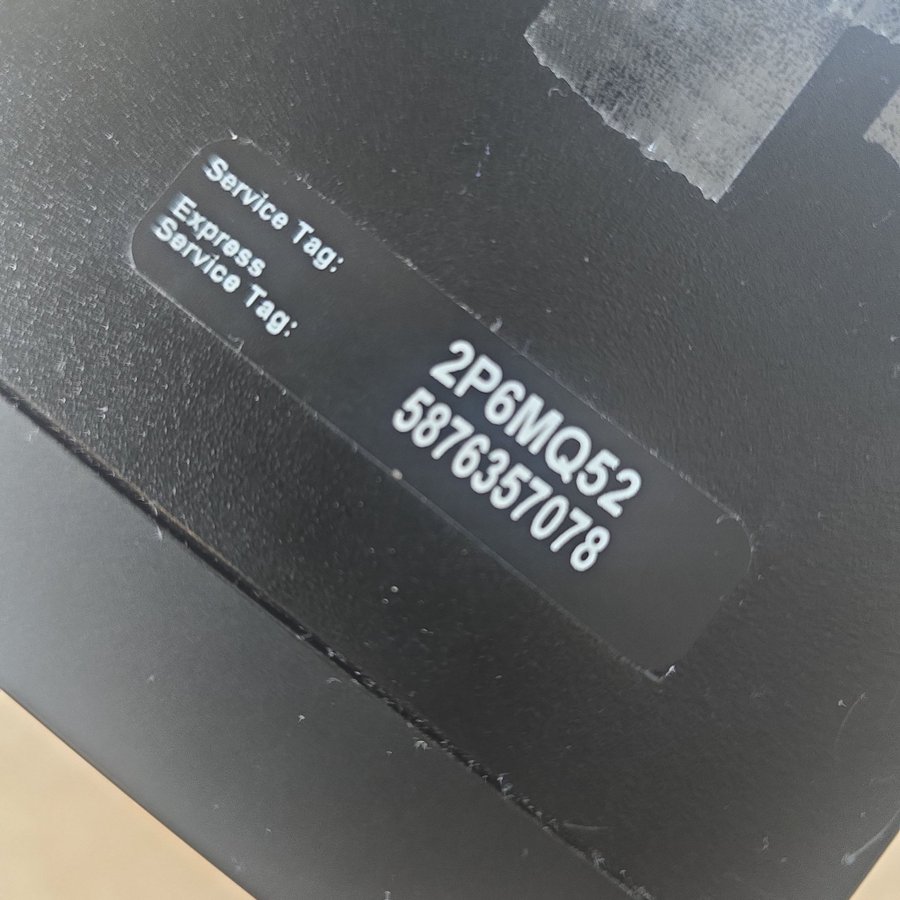 Service Tag:
2P6MQ52
Express
Service Tag:
5876357078